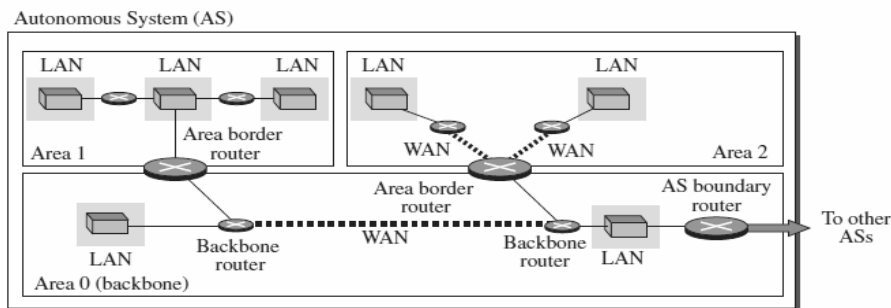 Autonomous System (AS)
LAN
LAN
LAN
Area border
router
Area 1
LAN
LAN
WAN
WAN
Area 2
Area border
router
AS boundary
router
To other
ASs
LAN
Backbone
router
WAN
Backbone
router
LAN
Area 0 (backbone)